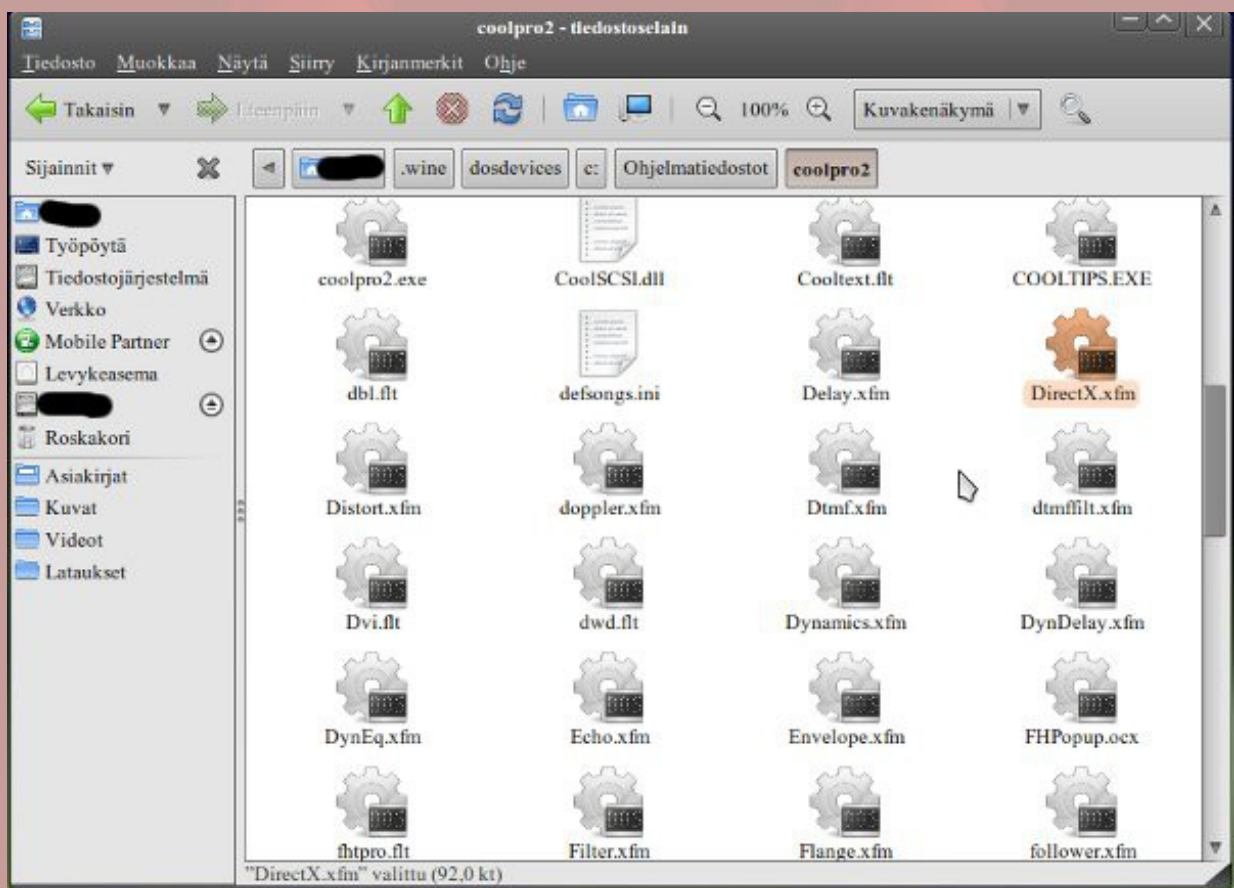 coolpro2 - tiedostoselain
Tiedosto Muokkaa Näytä Siirry Kirjanmerkit Ohje
Takaisin Eteenpäin 100% Kuvakenäkymä
Sijainnit .wine dosdevices c: Ohjelmatiedostot coolpro2
Työpöytä
Tiedostojärjestelmä
Verkko
Mobile Partner
Levykeasema
Roskakori
Asiakirjat
Kuvat
Videot
Lataukset
coolpro2.exe CoolSCSI.dll Cooltext.flt COOLTIPS.EXE
dbl.flt defsongs.ini Delay.xfm DirectX.xfm
Distort.xfm doppler.xfm Dtmf.xfm dtmffilt.xfm
Dvi.flt dwd.flt Dynamics.xfm DynDelay.xfm
DynEq.xfm Echo.xfm Envelope.xfm FHPopup.ocx
fhtpro.flt Filter.xfm Flange.xfm follower.xfm
"DirectX.xfm" valittu (92,0 kt)